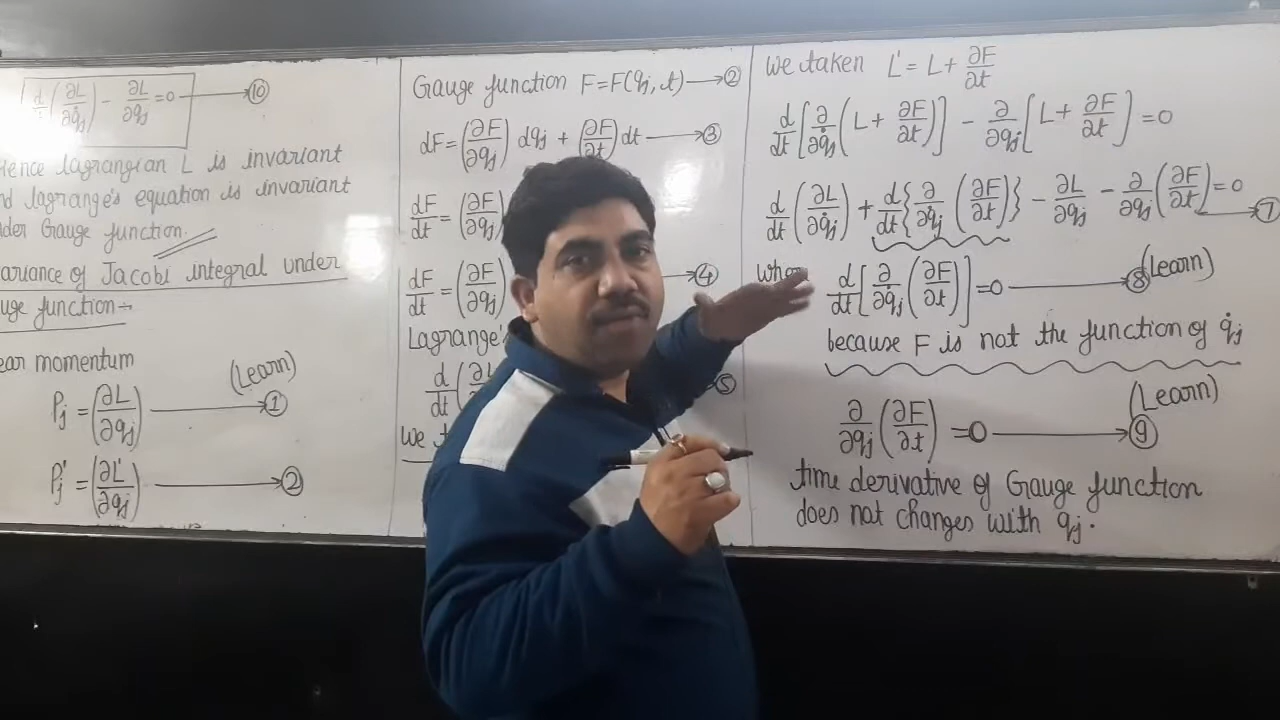 d/dt(∂L/∂q̇j) - ∂L/∂qj = 0 → ⑩
Hence lagrangian L is invariant
and lagrange's equation is invariant
under Gauge function.
ariance of Jacobi integral under
uge function→
ear momentum
(Learn)
Pj = (∂L/∂q̇j) → ①
P'j = (∂L'/∂q̇j) → ②
Gauge function F=F(qj, t) → ②
dF = (∂F/∂qj) dqj + (∂F/∂t) dt → ③
dF/dt = (∂F/∂qj)
dF/dt = (∂F/∂qj) → ④
Lagrange's
d/dt (∂L → ⑤
We t
we taken L' = L + ∂F/∂t
d/dt[∂/∂q̇j(L + ∂F/∂t)] - ∂/∂qj[L + ∂F/∂t] = 0
d/dt(∂L/∂q̇j) + d/dt{∂/∂q̇j(∂F/∂t)} - ∂L/∂qj - ∂/∂qj(∂F/∂t) = 0 → ⑦
d/dt[∂/∂q̇j(∂F/∂t)] = 0 → ⑧ (Learn)
because F is not the function of q̇j
(Learn)
∂/∂qj(∂F/∂t) = 0 → ⑨
time derivative of Gauge function
does not changes with qj.